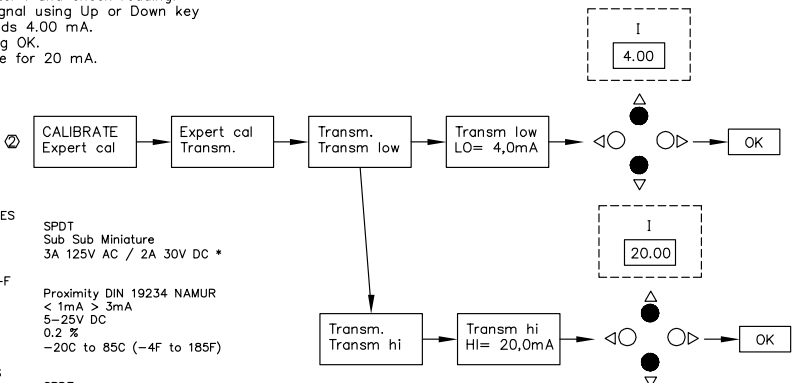 signal using Up or Down key
ds 4.00 mA.
g OK.
e for 20 mA.
I
4.00
2
CALIBRATE
Expert cal
Expert cal
Transm.
Transm.
Transm low
Transm low
LO= 4,0mA
OK
ES
SPDT
Sub Sub Miniature
3A 125V AC / 2A 30V DC *
-F
Proximity DIN 19234 NAMUR
< 1mA > 3mA
5-25V DC
0.2 %
-20C to 85C (-4F to 185F)
I
20.00
Transm.
Transm hi
Transm hi
HI= 20,0mA
OK